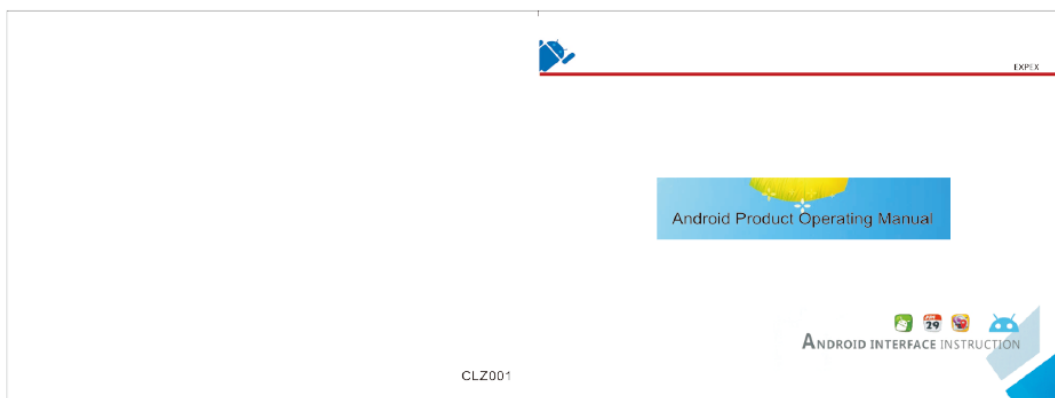 EXPEX
Android Product Operating Manual
29
ANDROID INTERFACE INSTRUCTION
CLZ001